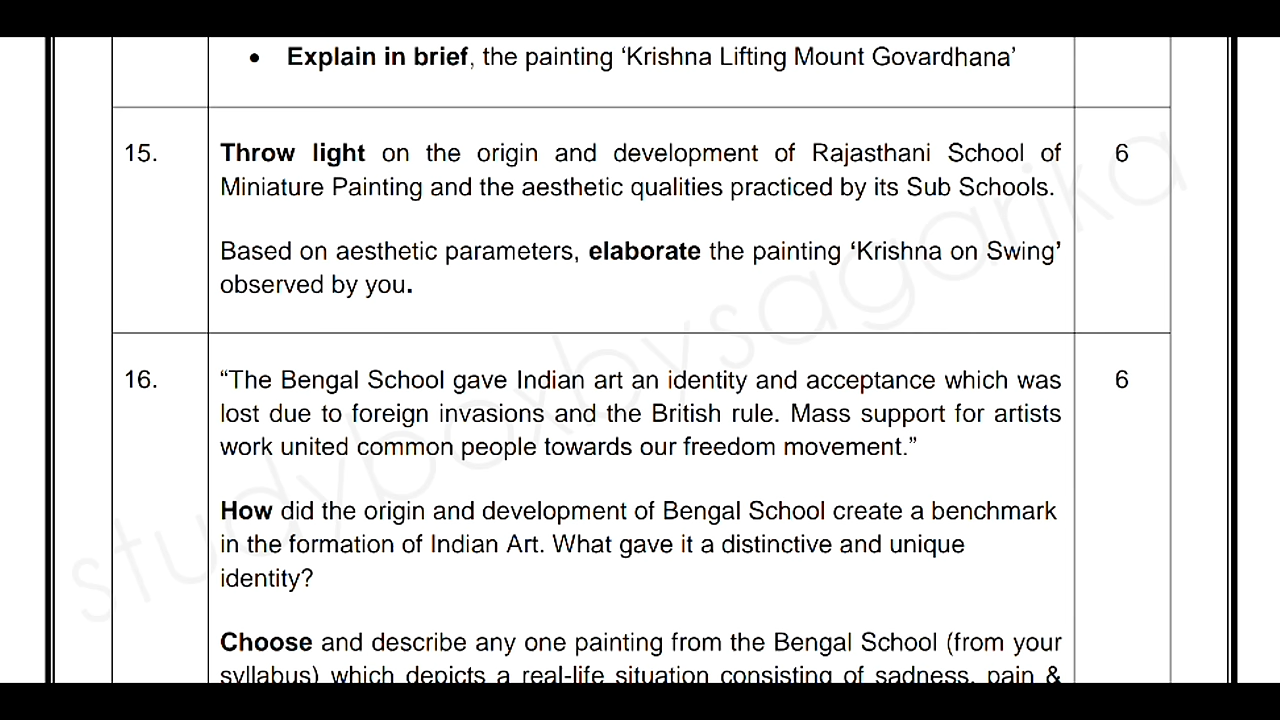 • Explain in brief, the painting ‘Krishna Lifting Mount Govardhana’
15. Throw light on the origin and development of Rajasthani School of 6
Miniature Painting and the aesthetic qualities practiced by its Sub Schools.
Based on aesthetic parameters, elaborate the painting ‘Krishna on Swing’
observed by you.
16. “The Bengal School gave Indian art an identity and acceptance which was 6
lost due to foreign invasions and the British rule. Mass support for artists
work united common people towards our freedom movement.”
How did the origin and development of Bengal School create a benchmark
in the formation of Indian Art. What gave it a distinctive and unique
identity?
Choose and describe any one painting from the Bengal School (from your
syllabus) which depicts a real-life situation consisting of sadness, pain &
studyboxbysagarika